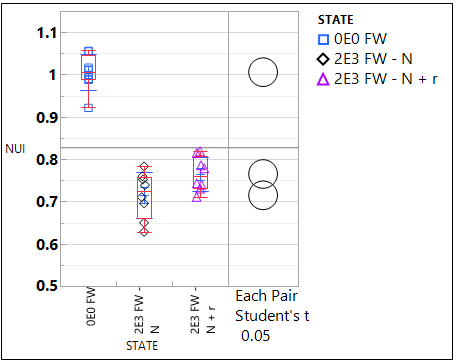 STATE
0E0 FW
2E3 FW - N
2E3 FW - N + r
1.1
1
0.9
0.8
0.7
0.6
0.5
NUI
0E0 FW
2E3 FW -
N
2E3 FW -
N + r
STATE
Each Pair
Student's t
0.05